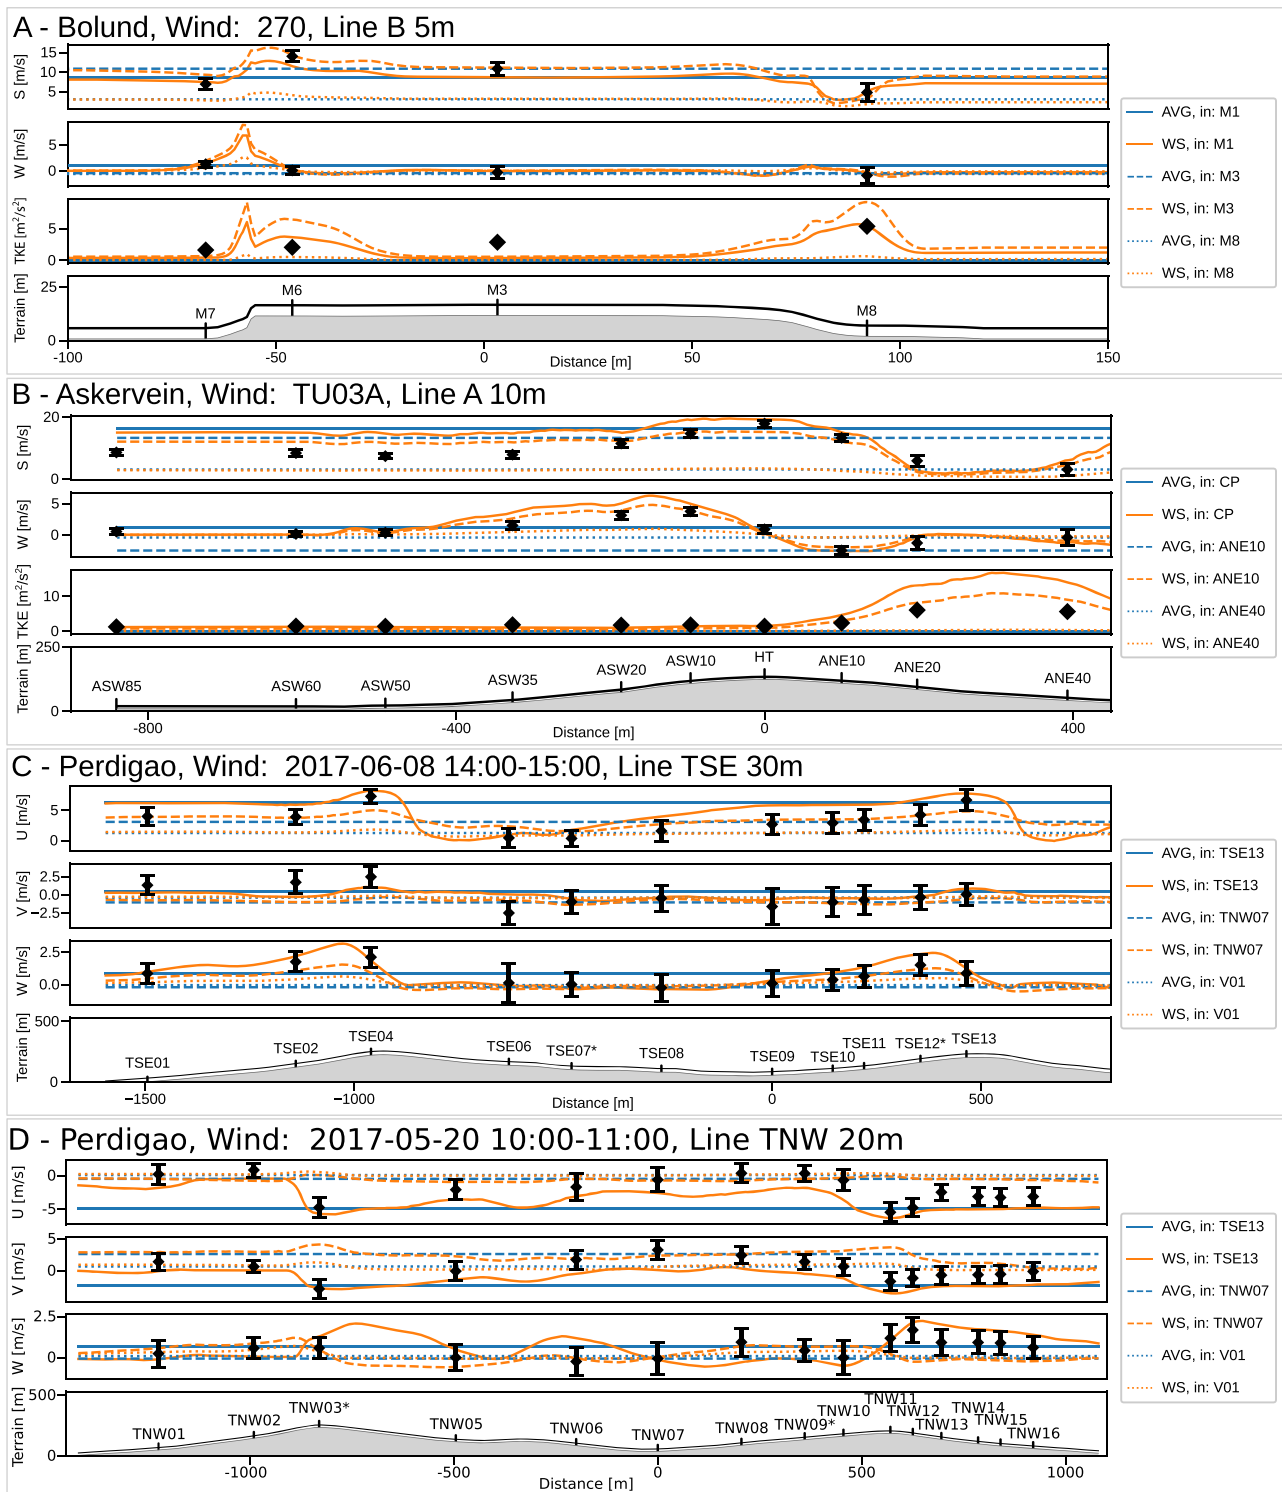 A - Bolund, Wind:  270, Line B 5m
S [m/s]
15
10
5
W [m/s]
5
0
TKE [m²/s²]
5
0
Terrain [m]
25
0
M7
M6
M3
M8
-100
-50
0
50
100
150
Distance [m]
AVG, in: M1
WS, in: M1
AVG, in: M3
WS, in: M3
AVG, in: M8
WS, in: M8
B - Askervein, Wind:  TU03A, Line A 10m
S [m/s]
20
0
W [m/s]
5
0
TKE [m²/s²]
10
0
Terrain [m]
250
0
ASW85
ASW60
ASW50
ASW35
ASW20
ASW10
HT
ANE10
ANE20
ANE40
-800
-400
0
400
Distance [m]
AVG, in: CP
WS, in: CP
AVG, in: ANE10
WS, in: ANE10
AVG, in: ANE40
WS, in: ANE40
C - Perdigao, Wind:  2017-06-08 14:00-15:00, Line TSE 30m
U [m/s]
5
0
V [m/s]
2.5
0.0
−2.5
W [m/s]
2.5
0.0
Terrain [m]
500
0
TSE01
TSE02
TSE04
TSE06
TSE07*
TSE08
TSE09
TSE10
TSE11
TSE12*
TSE13
−1500
−1000
0
500
Distance [m]
AVG, in: TSE13
WS, in: TSE13
AVG, in: TNW07
WS, in: TNW07
AVG, in: V01
WS, in: V01
D - Perdigao, Wind:  2017-05-20 10:00-11:00, Line TNW 20m
U [m/s]
0
-5
V [m/s]
5
0
W [m/s]
2.5
0
Terrain [m]
500
0
TNW01
TNW02
TNW03*
TNW05
TNW06
TNW07
TNW08
TNW09*
TNW10
TNW11
TNW12
TNW13
TNW14
TNW15
TNW16
-1000
-500
0
500
1000
Distance [m]
AVG, in: TSE13
WS, in: TSE13
AVG, in: TNW07
WS, in: TNW07
AVG, in: V01
WS, in: V01